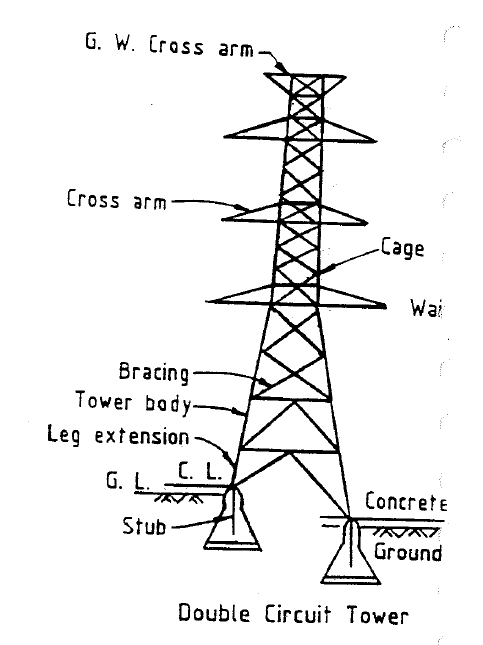 G. W. Cross arm
Cross arm
Cage
Wai
Bracing
Tower body
Leg extension
C. L.
G. L.
Concrete
Stub
Ground
Double Circuit Tower